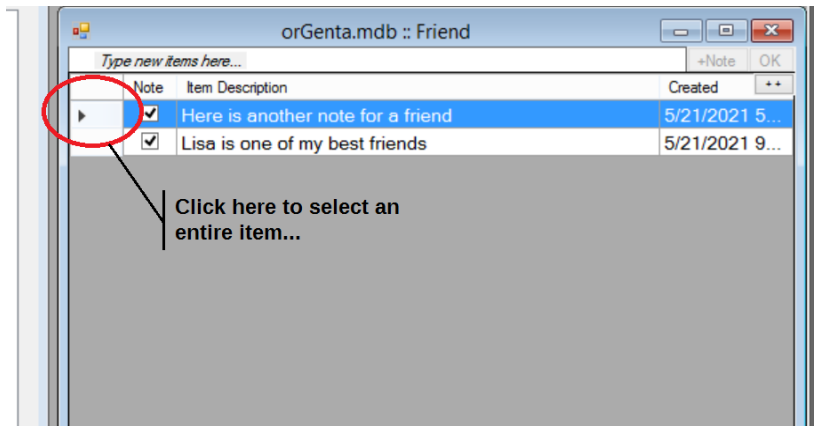 orGenta.mdb :: Friend
Type new items here... +Note OK
Note Item Description Created ++
Here is another note for a friend 5/21/2021 5...
Lisa is one of my best friends 5/21/2021 9...
Click here to select an
entire item...